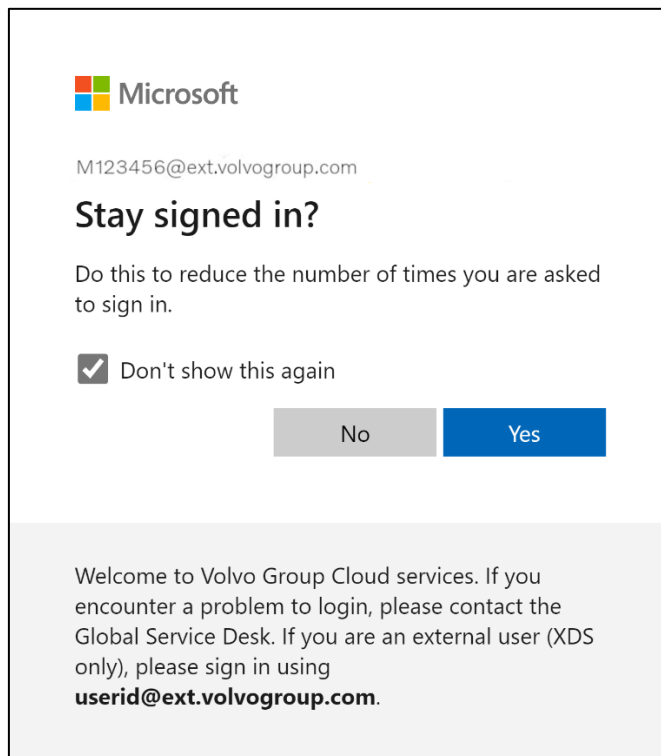 Microsoft
M123456@ext.volvogroup.com
Stay signed in?
Do this to reduce the number of times you are asked
to sign in.
Don't show this again
No
Yes
Welcome to Volvo Group Cloud services. If you
encounter a problem to login, please contact the
Global Service Desk. If you are an external user (XDS
only), please sign in using
userid@ext.volvogroup.com.